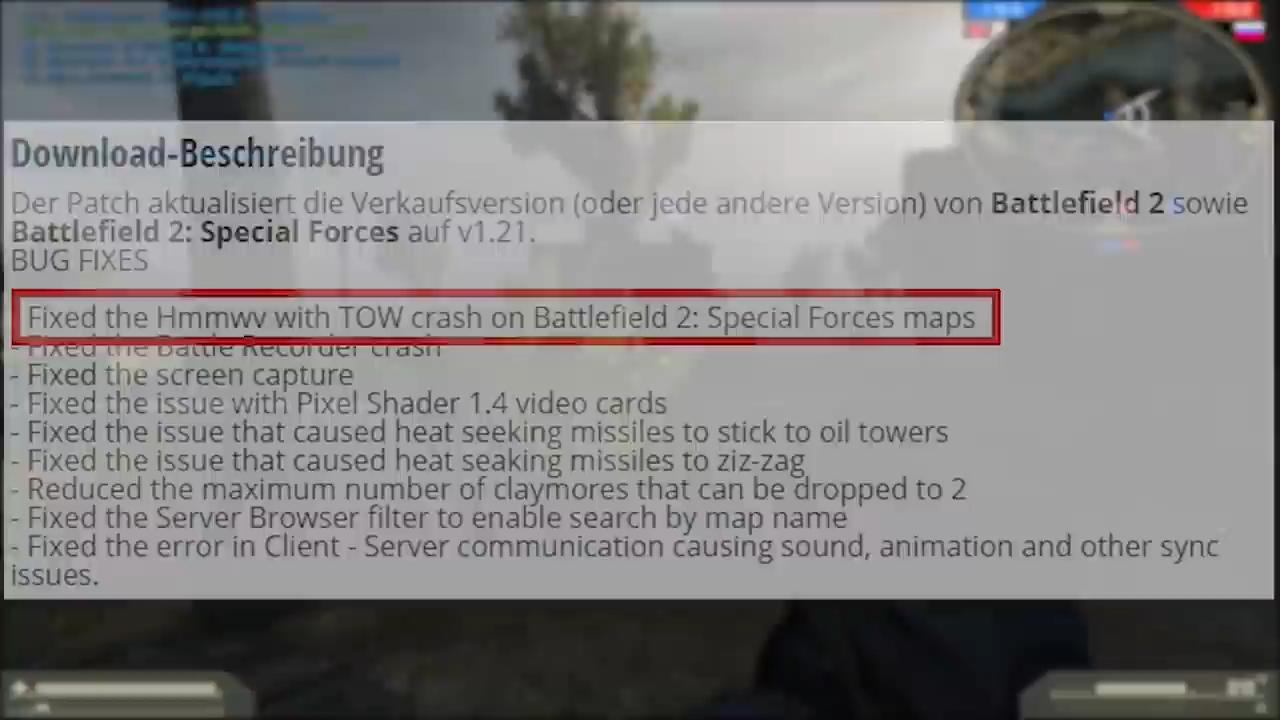 Download-Beschreibung
Der Patch aktualisiert die Verkaufsversion (oder jede andere Version) von Battlefield 2 sowie
Battlefield 2: Special Forces auf v1.21.
BUG FIXES
Fixed the Hmmwv with TOW crash on Battlefield 2: Special Forces maps
- Fixed the Battle Recorder crash
- Fixed the screen capture
- Fixed the issue with Pixel Shader 1.4 video cards
- Fixed the issue that caused heat seeking missiles to stick to oil towers
- Fixed the issue that caused heat seaking missiles to ziz-zag
- Reduced the maximum number of claymores that can be dropped to 2
- Fixed the Server Browser filter to enable search by map name
- Fixed the error in Client - Server communication causing sound, animation and other sync
issues.